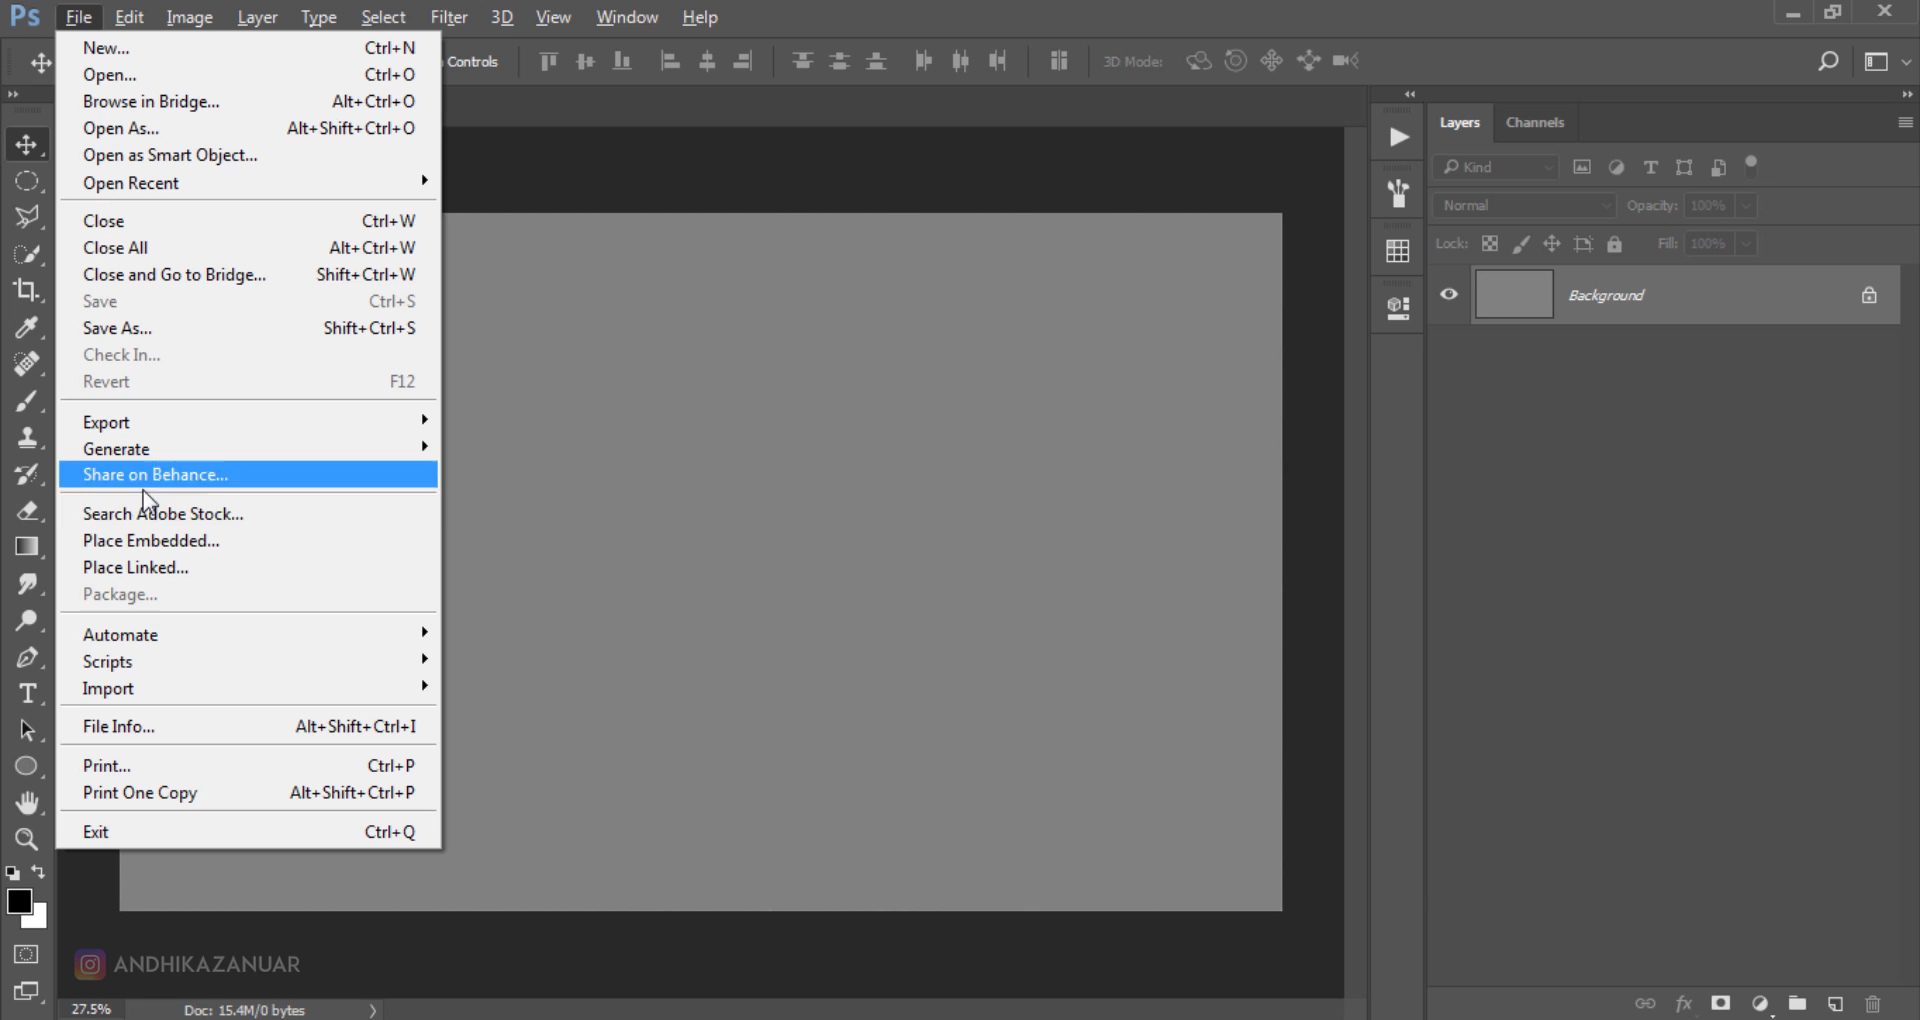 Ps File Edit Image Layer Type Select Filter 3D View Window Help
Controls 3D Mode:
New... Ctrl+N
Open... Ctrl+O
Browse in Bridge... Alt+Ctrl+O
Open As... Alt+Shift+Ctrl+O
Open as Smart Object...
Open Recent
Close Ctrl+W
Close All Alt+Ctrl+W
Close and Go to Bridge... Shift+Ctrl+W
Save Ctrl+S
Save As... Shift+Ctrl+S
Check In...
Revert F12
Export
Generate
Share on Behance...
Search Adobe Stock...
Place Embedded...
Place Linked...
Package...
Automate
Scripts
Import
File Info... Alt+Shift+Ctrl+I
Print... Ctrl+P
Print One Copy Alt+Shift+Ctrl+P
Exit Ctrl+Q
Layers Channels
Kind
Normal Opacity: 100%
Lock: Fill: 100%
Background
ANDHIKAZANUAR
27.5% Doc: 15.4M/0 bytes